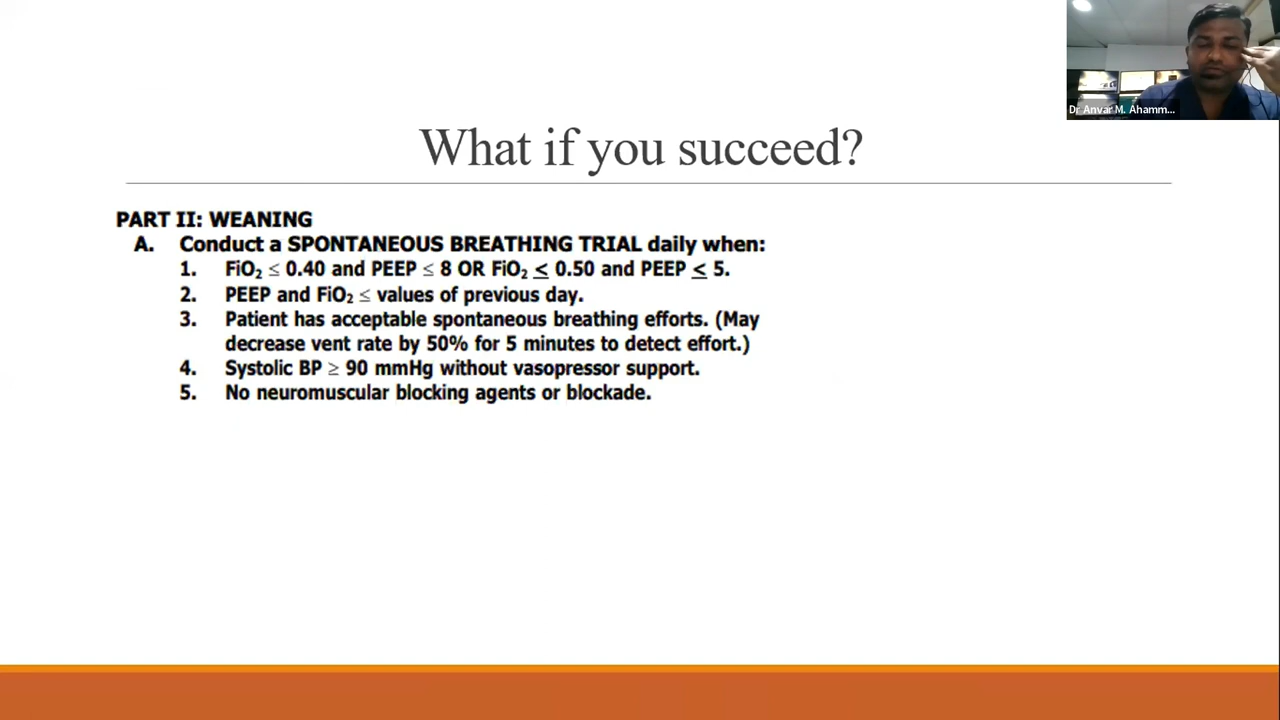 Dr Anvar M. Ahamm...
What if you succeed?
PART II: WEANING
A. Conduct a SPONTANEOUS BREATHING TRIAL daily when:
1. FiO₂ ≤ 0.40 and PEEP ≤ 8 OR FiO₂ ≤ 0.50 and PEEP ≤ 5.
2. PEEP and FiO₂ ≤ values of previous day.
3. Patient has acceptable spontaneous breathing efforts. (May
decrease vent rate by 50% for 5 minutes to detect effort.)
4. Systolic BP ≥ 90 mmHg without vasopressor support.
5. No neuromuscular blocking agents or blockade.